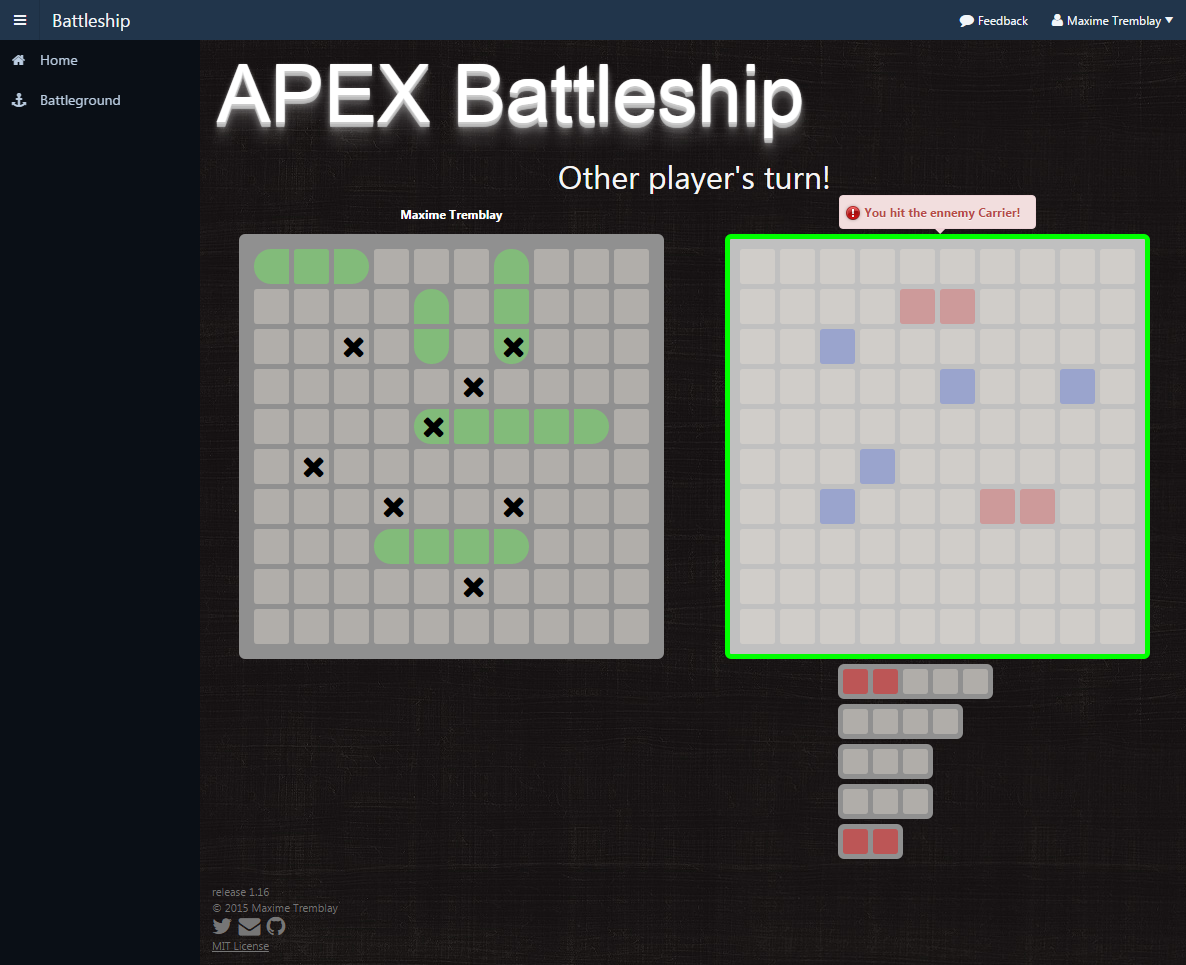 Battleship
Feedback
Maxime Tremblay
Home
Battleground
APEX Battleship
Other player's turn!
Maxime Tremblay
You hit the ennemy Carrier!
release 1.16
© 2015 Maxime Tremblay
MIT License